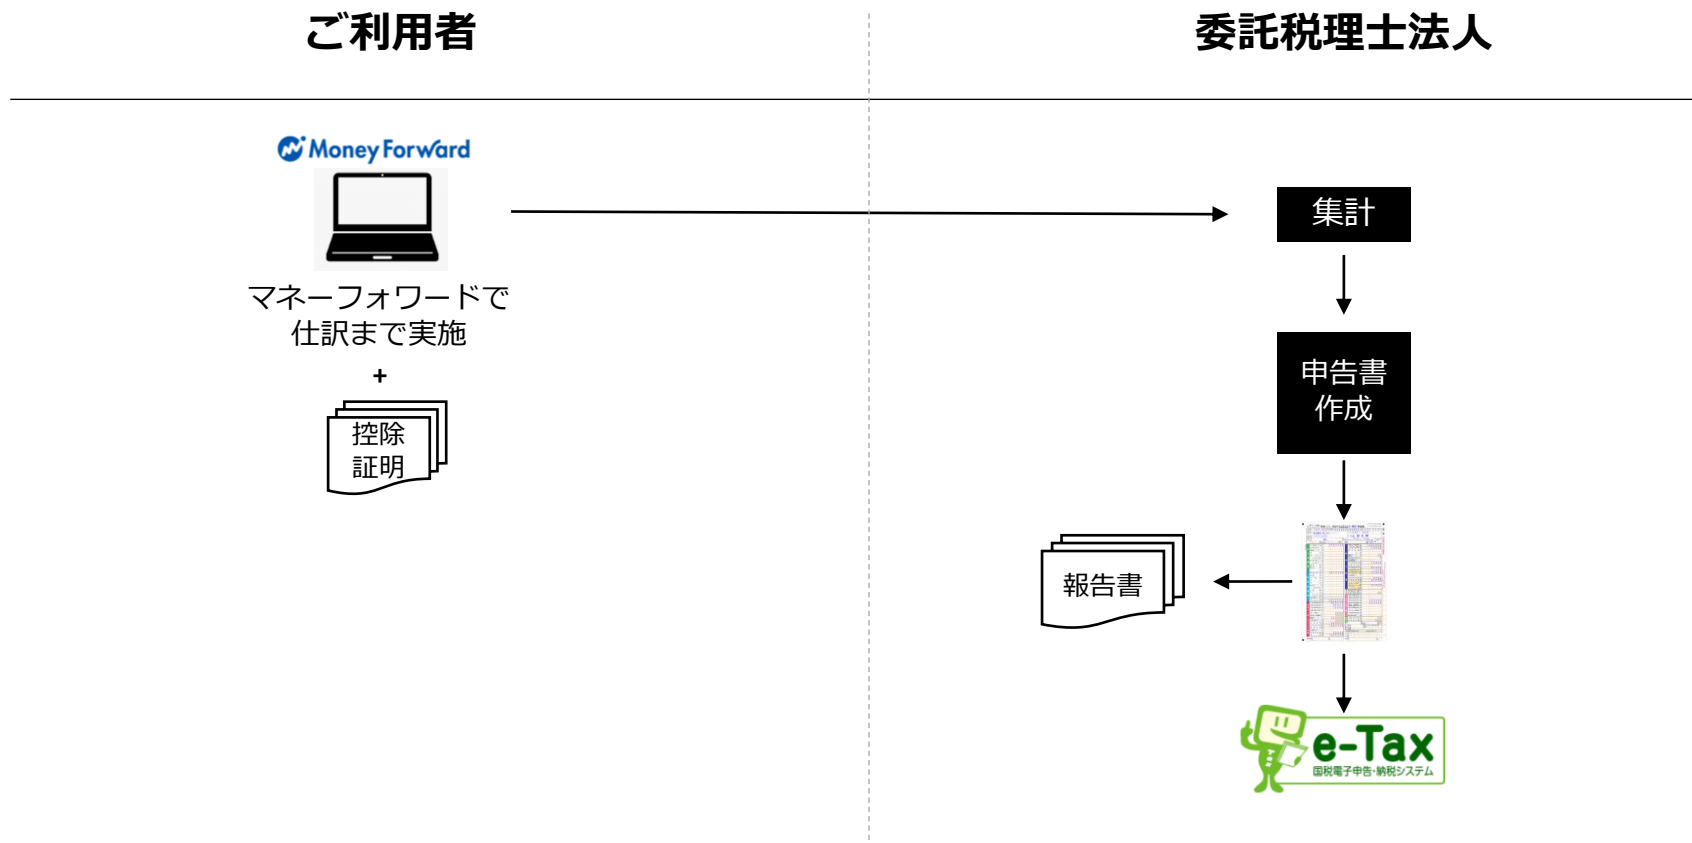 ご利用者
委託税理士法人
Money Forward
マネーフォワードで
仕訳まで実施
+
控除
証明
集計
申告書
作成
報告書
e-Tax
国税電子申告・納税システム